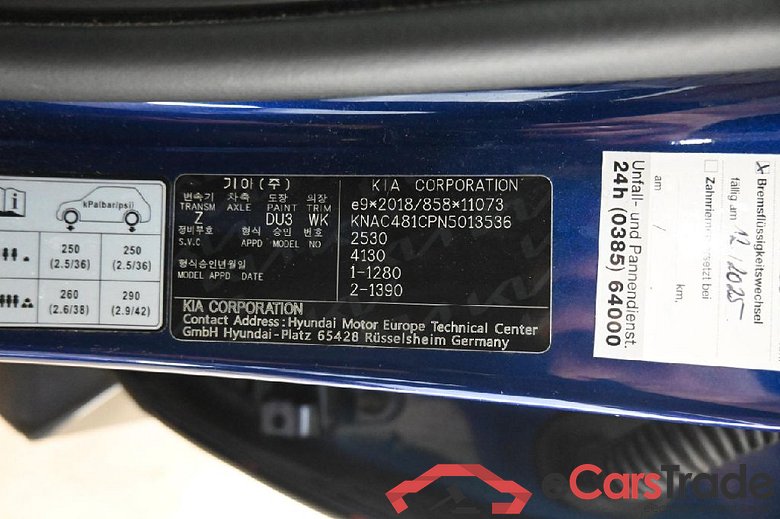 kPa(bar/psi)
250
(2.5/36)
250
(2.5/36)
260
(2.6/38)
290
(2.9/42)
기아(주)
KIA CORPORATION
변속기 차축 도장 의장
TRANSM AXLE PAINT TRIM
Z DU3 WK
e9*2018/858*11073
KNAC481CPN5013536
정비부호 형식 승인 번호
S.V.C APPD MODEL NO
2530
4130
형식승인년월일
MODEL APPD DATE
1-1280
2-1390
KIA CORPORATION
Contact Address : Hyundai Motor Europe Technical Center
GmbH Hyundai-Platz 65428 Rüsselsheim Germany
Bremsflüssigkeitswechsel
fällig am 12/2025
Zahnriemen ersetzt bei
km,
am /
Unfall- und Pannendienst.
24h (0385) 64000
eCarsTrade